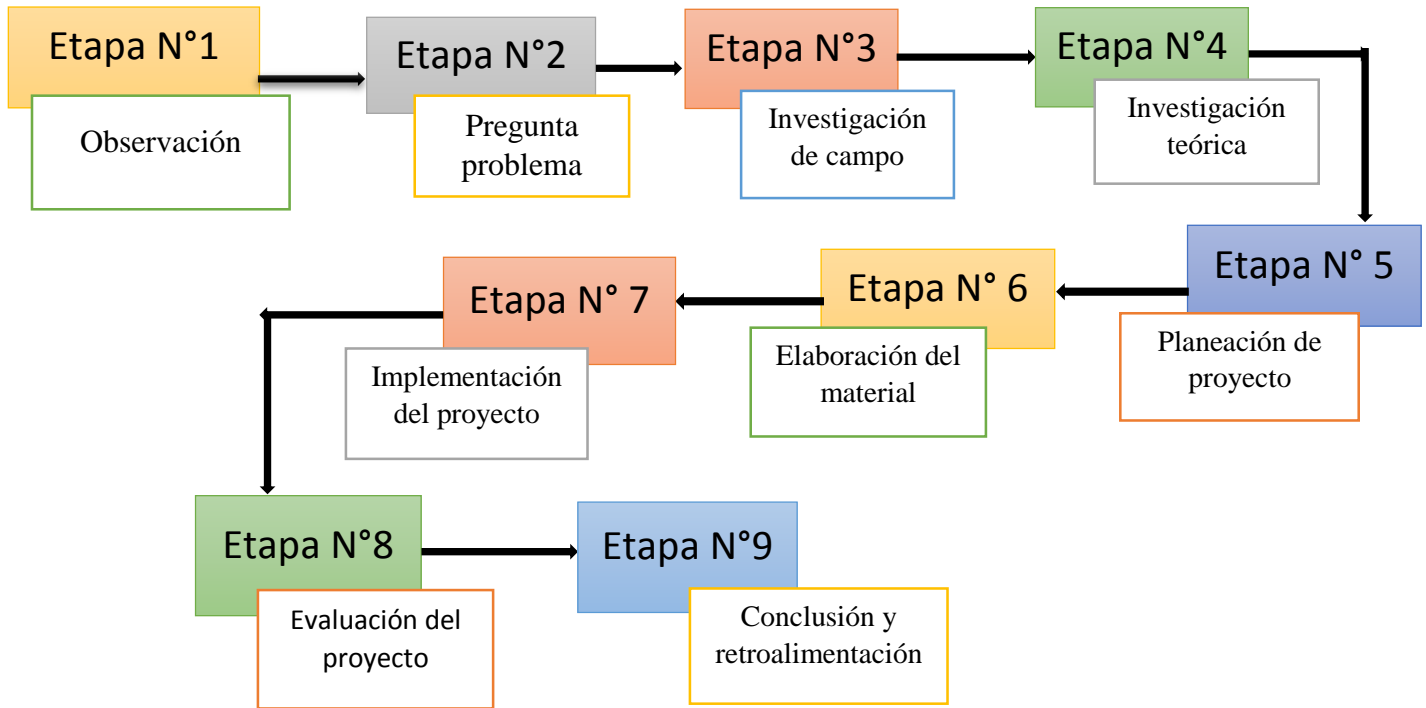 Etapa N°1
Observación
Etapa N°2
Pregunta
problema
Etapa N°3
Investigación
de campo
Etapa N°4
Investigación
teórica
Etapa N° 5
Planeación de
proyecto
Etapa N° 6
Elaboración del
material
Etapa N° 7
Implementación
del proyecto
Etapa N°8
Evaluación del
proyecto
Etapa N°9
Conclusión y
retroalimentación